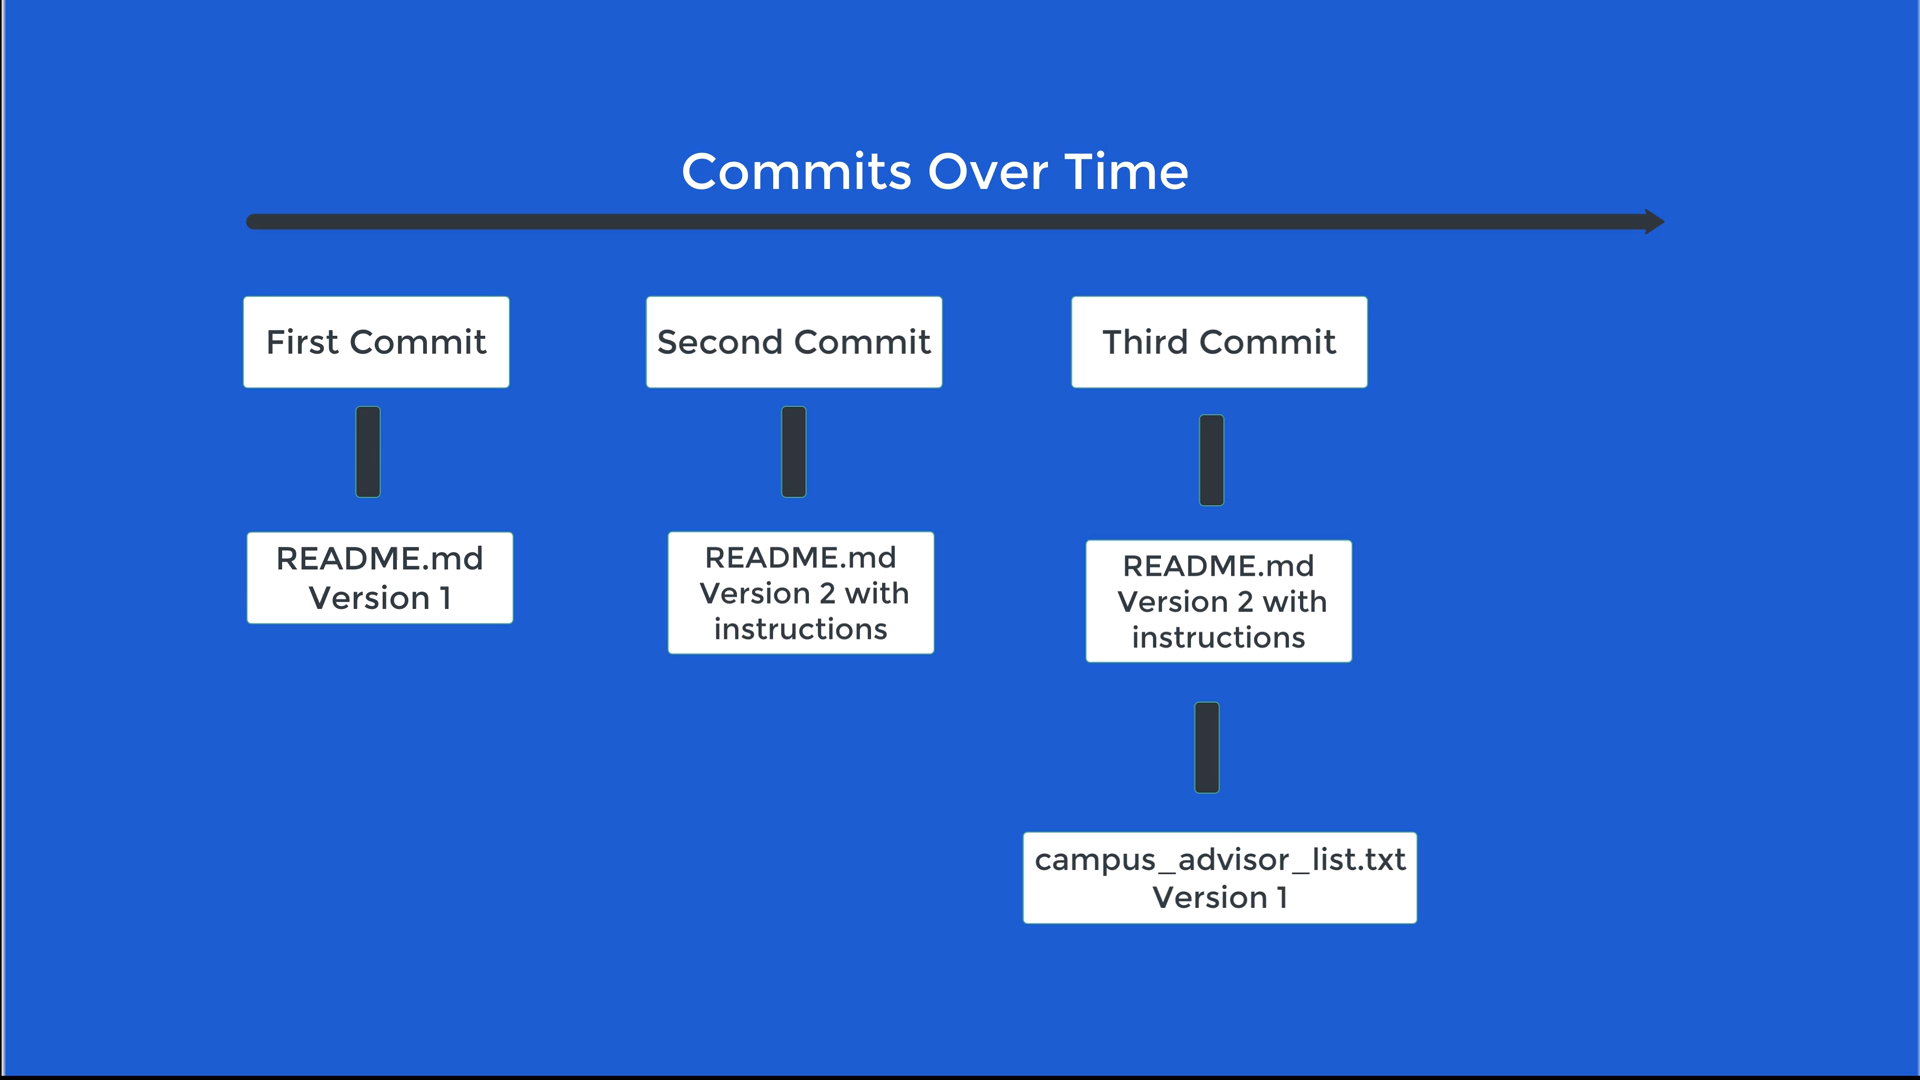 Commits Over Time
First Commit
Second Commit
Third Commit
README.md
Version 1
README.md
Version 2 with
instructions
README.md
Version 2 with
instructions
campus_advisor_list.txt
Version 1